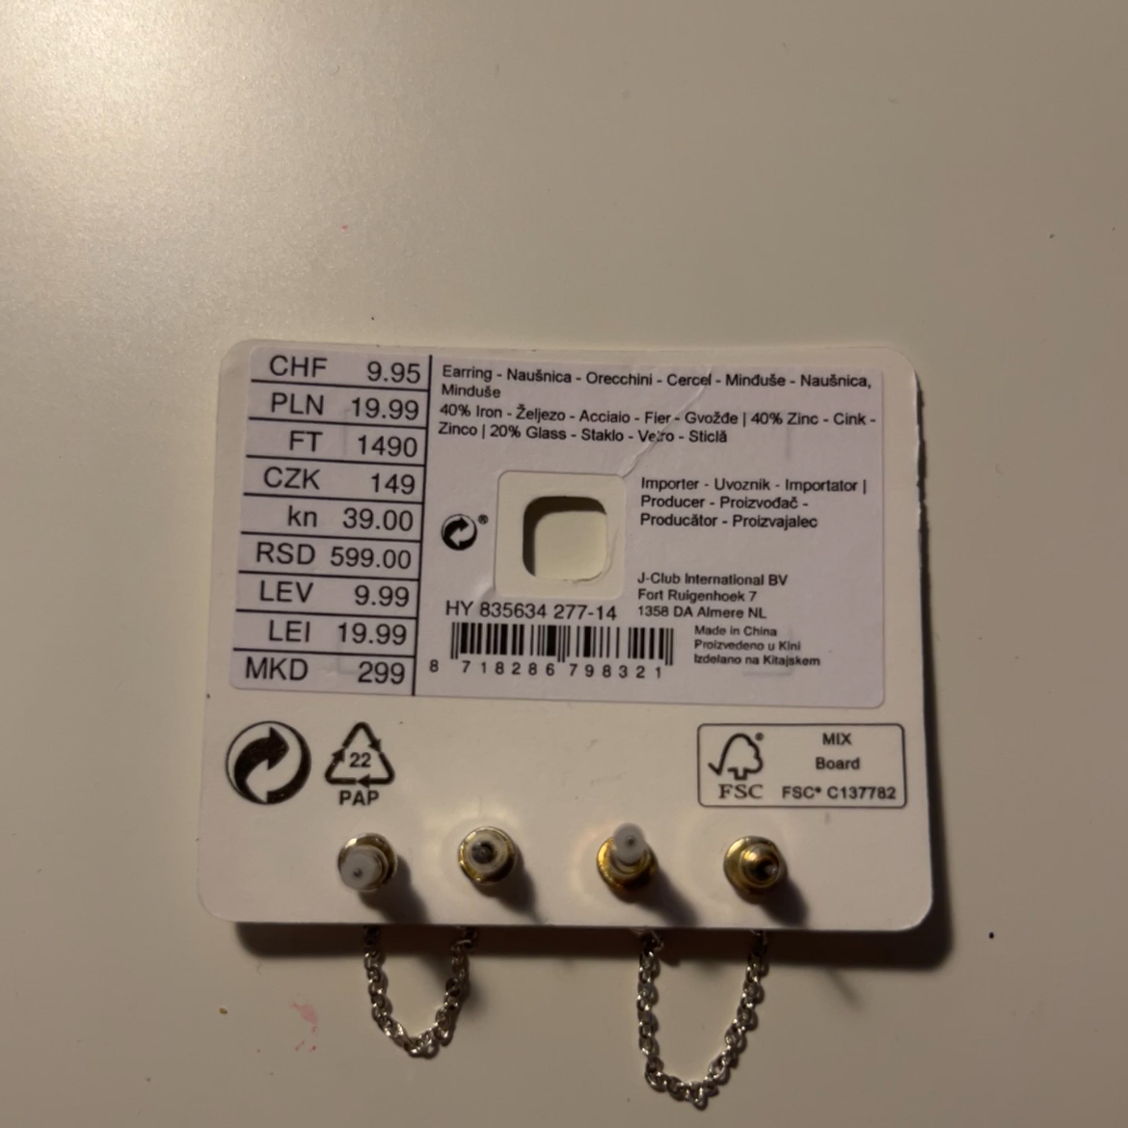 CHF 9.95
PLN 19.99
FT 1490
CZK 149
kn 39.00
RSD 599.00
LEV 9.99
LEI 19.99
MKD 299
Earring - Naušnica - Orecchini - Cercel - Minđuše - Naušnica,
Minđuše
40% Iron - Željezo - Acciaio - Fier - Gvožđe | 40% Zinc - Cink -
Zinco | 20% Glass - Staklo - Vetro - Sticlă
Importer - Uvoznik - Importator |
Producer - Proizvođač -
Producător - Proizvajalec
®
J-Club International BV
Fort Ruigenhoek 7
1358 DA Almere NL
HY 835634 277-14
Made in China
Proizvedeno u Kini
Izdelano na Kitajskem
8 718286 798321
22
PAP
®
FSC
MIX
Board
FSC® C137782